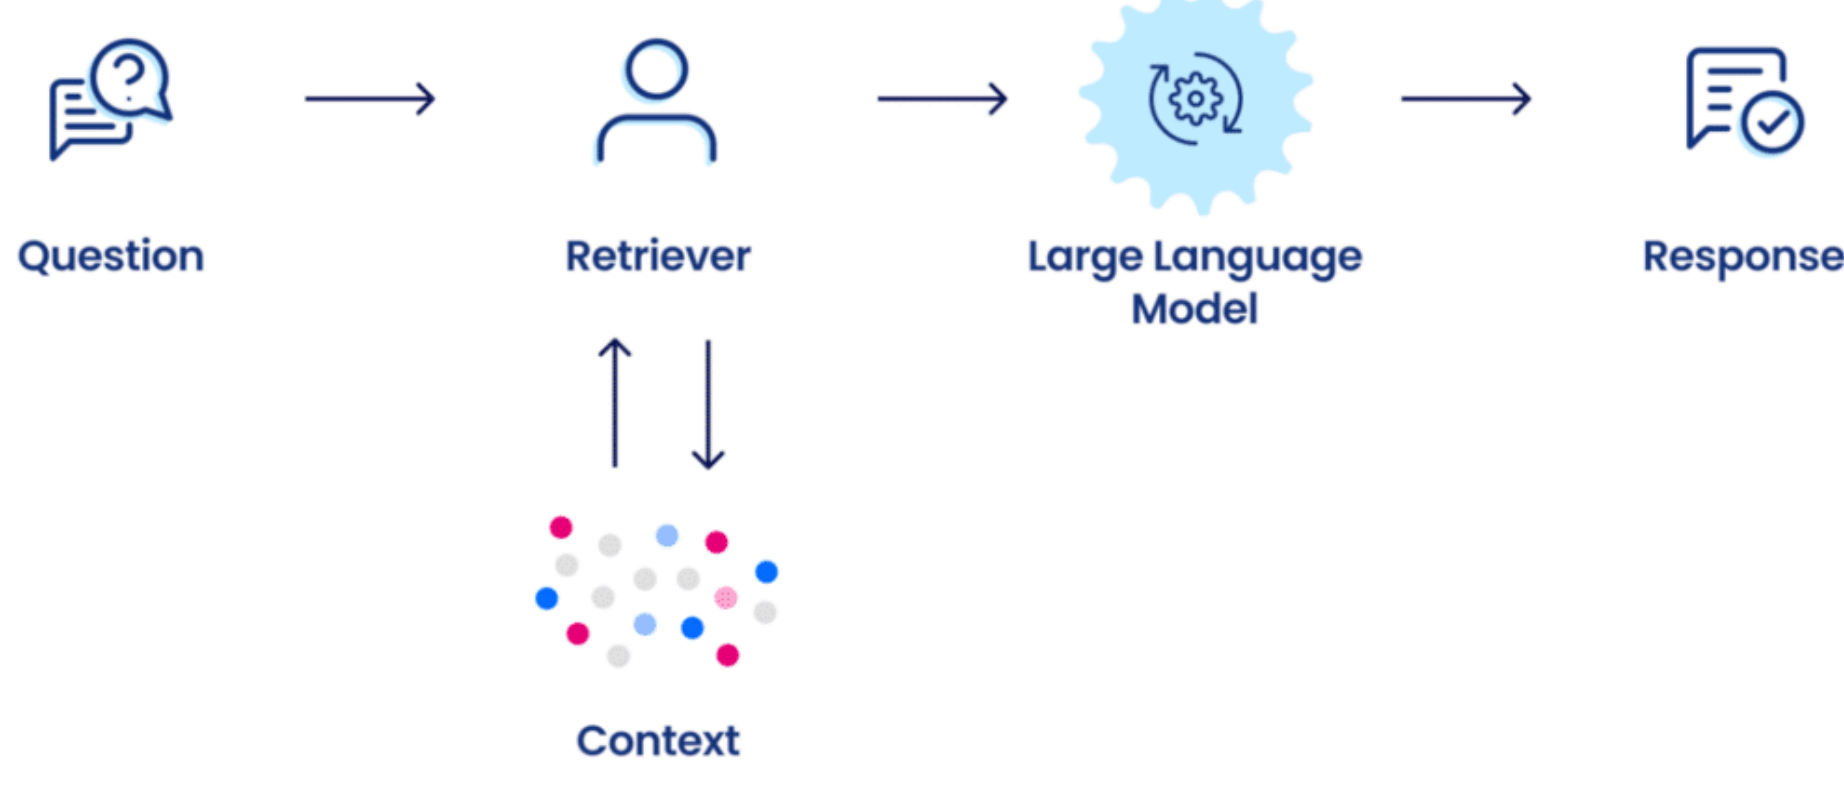 Question
Retriever
Large Language
Model
Response
Context